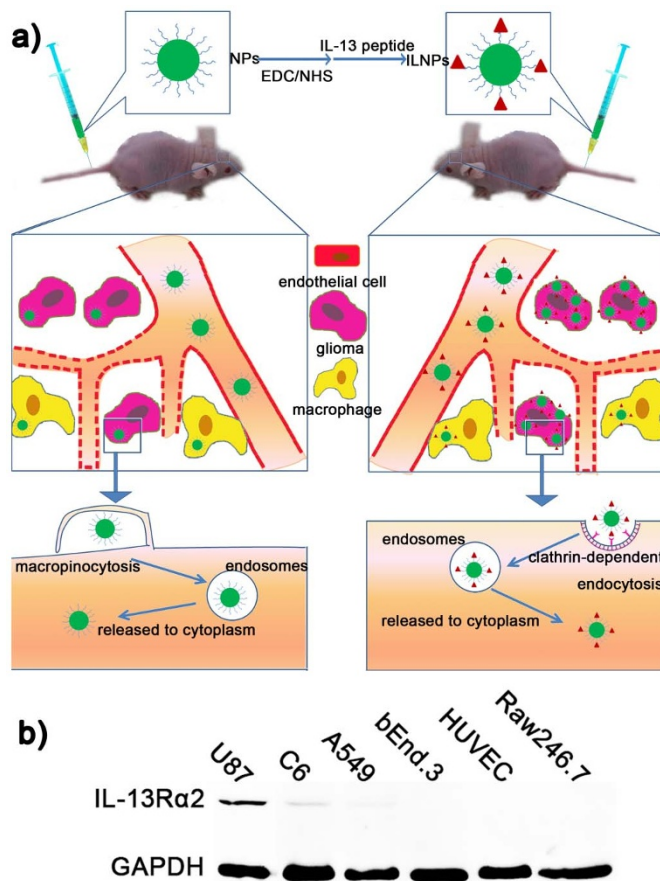 a)
NPs
EDC/NHS
IL-13 peptide
ILNPs
endothelial cell
glioma
macrophage
macropinocytosis
endosomes
released to cytoplasm
endosomes
clathrin-dependent
endocytosis
released to cytoplasm
b)
U87 C6 A549 bEnd.3 HUVEC Raw246.7
IL-13Rα2
GAPDH